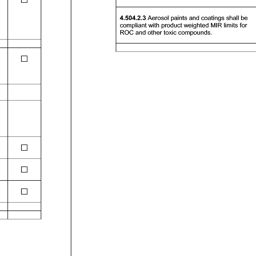 4.504.2.3 Aerosol paints and coatings shall be
compliant with product weighted MIR limits for
ROC and other toxic compounds.